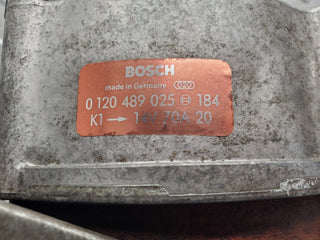 BOSCH
made in Germany
0 120 489 025 ⊖ 184
K1 → 14V 70A 20